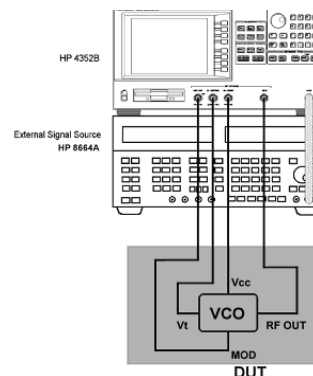 HP 4352B
External Signal Source
HP 8664A
Vcc
VCO
Vt
RF OUT
MOD
DUT